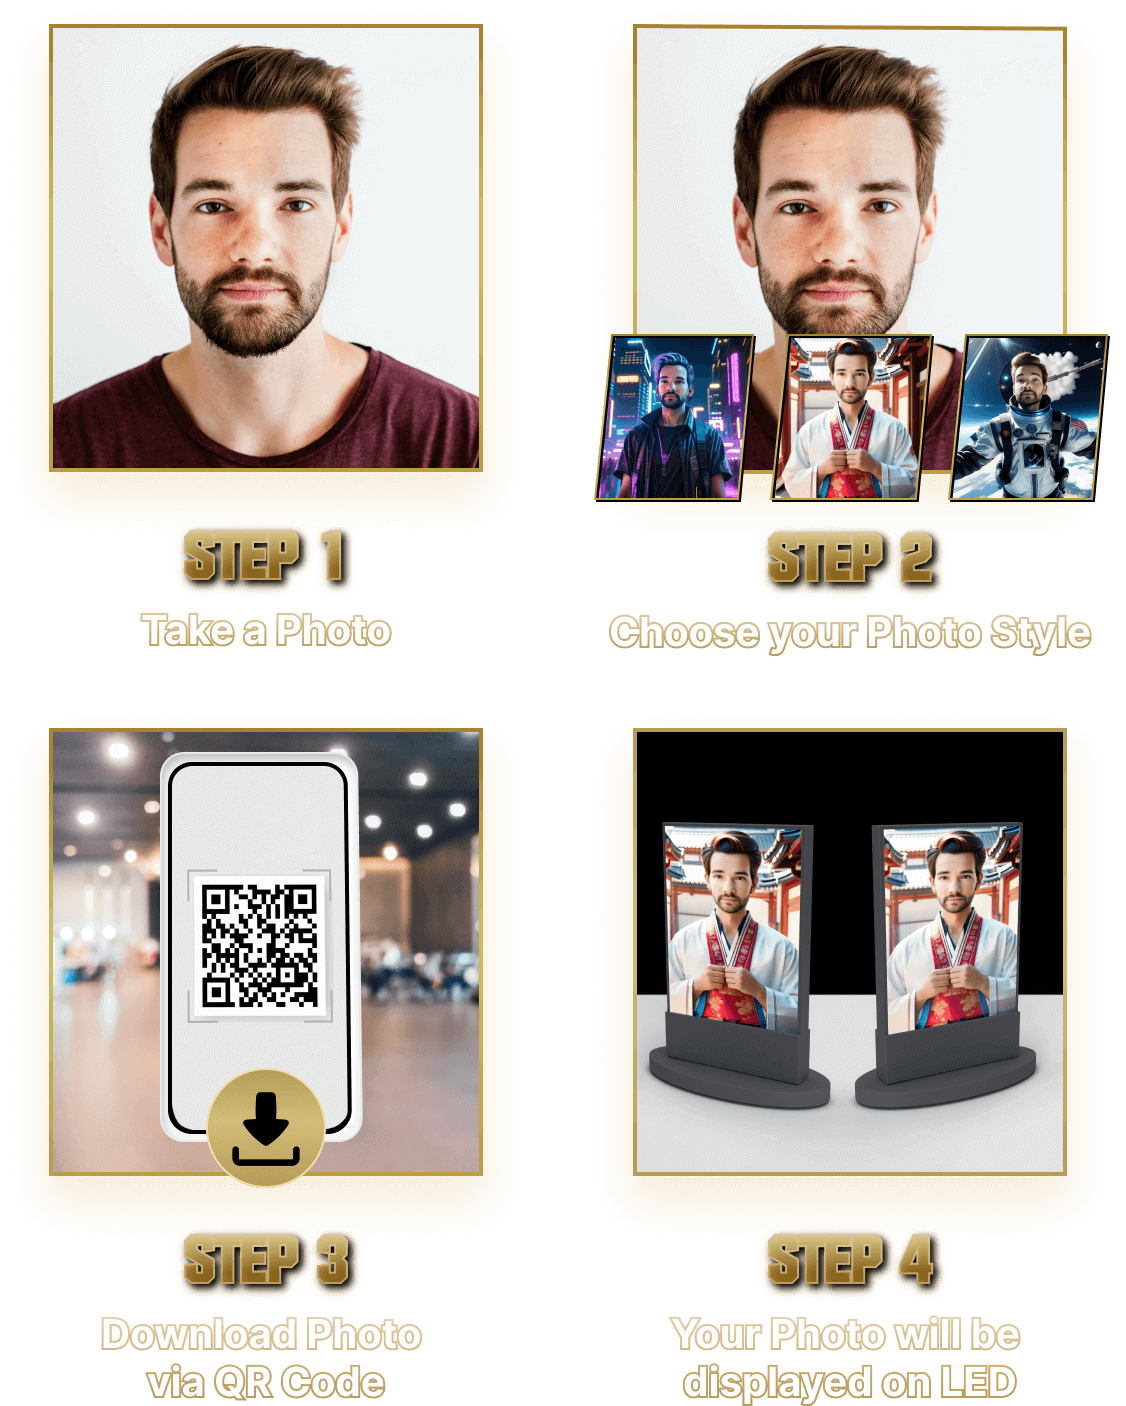 STEP 1
Take a Photo
STEP 2
Choose your Photo Style
STEP 3
Download Photo
via QR Code
STEP 4
Your Photo will be
displayed on LED